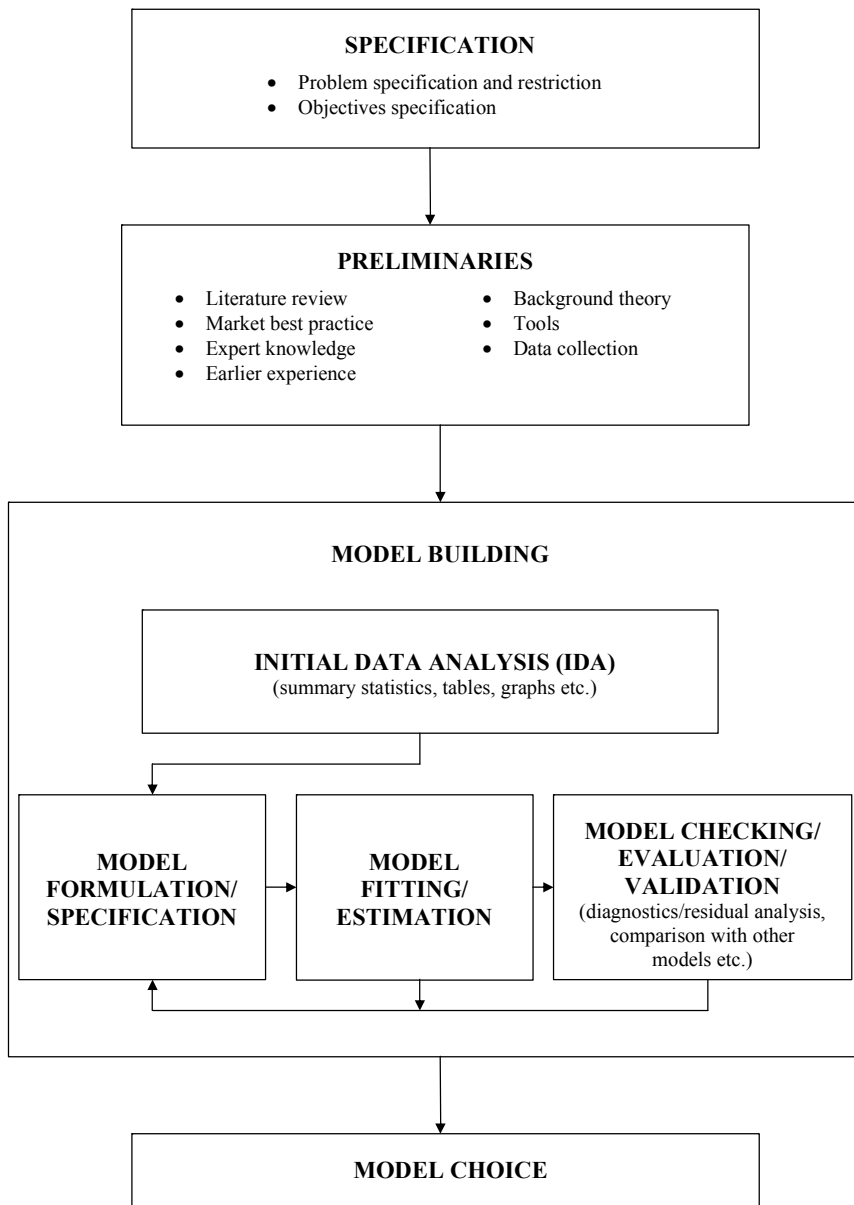 SPECIFICATION
• Problem specification and restriction
• Objectives specification
PRELIMINARIES
• Literature review
• Market best practice
• Expert knowledge
• Earlier experience
• Background theory
• Tools
• Data collection
MODEL BUILDING
INITIAL DATA ANALYSIS (IDA)
(summary statistics, tables, graphs etc.)
MODEL
FORMULATION/
SPECIFICATION
MODEL
FITTING/
ESTIMATION
MODEL CHECKING/
EVALUATION/
VALIDATION
(diagnostics/residual analysis,
comparison with other
models etc.)
MODEL CHOICE